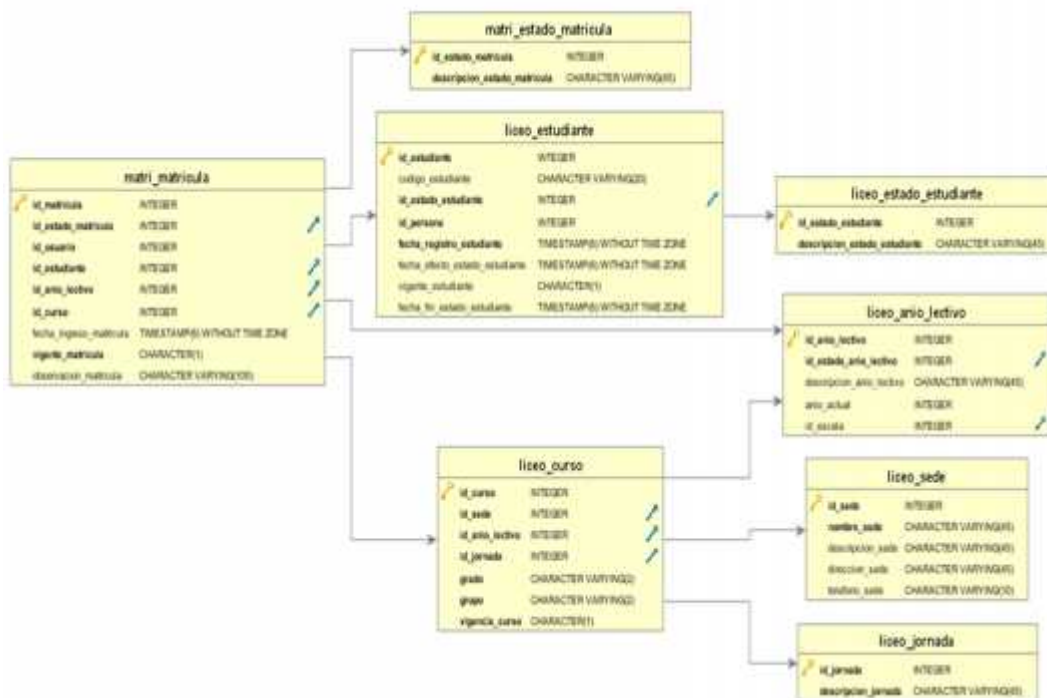 matri_estado_matricula
id_estado_matricula INTEGER
descripcion_estado_matricula CHARACTER VARYING(45)
liceo_estudiante
id_estudiante INTEGER
codigo_estudiante CHARACTER VARYING(20)
id_estado_estudiante INTEGER
id_persona INTEGER
fecha_registro_estudiante TIMESTAMP(6) WITHOUT TIME ZONE
fecha_efecto_estado_estudiante TIMESTAMP(6) WITHOUT TIME ZONE
vigente_estudiante CHARACTER(1)
fecha_fin_estado_estudiante TIMESTAMP(6) WITHOUT TIME ZONE
matri_matricula
id_matricula INTEGER
id_estado_matricula INTEGER
id_usuario INTEGER
id_estudiante INTEGER
id_anio_lectivo INTEGER
id_curso INTEGER
fecha_ingreso_matricula TIMESTAMP(6) WITHOUT TIME ZONE
vigente_matricula CHARACTER(1)
observacion_matricula CHARACTER VARYING(100)
liceo_estado_estudiante
id_estado_estudiante INTEGER
descripcion_estado_estudiante CHARACTER VARYING(45)
liceo_anio_lectivo
id_anio_lectivo INTEGER
id_estado_anio_lectivo INTEGER
descripcion_anio_lectivo CHARACTER VARYING(45)
anio_actual INTEGER
id_escala INTEGER
liceo_curso
id_curso INTEGER
id_sede INTEGER
id_anio_lectivo INTEGER
id_jornada INTEGER
grado CHARACTER VARYING(2)
grupo CHARACTER VARYING(2)
vigencia_curso CHARACTER(1)
liceo_sede
id_sede INTEGER
nombre_sede CHARACTER VARYING(45)
descripcion_sede CHARACTER VARYING(45)
direccion_sede CHARACTER VARYING(45)
telefono_sede CHARACTER VARYING(10)
liceo_jornada
id_jornada INTEGER
descripcion_jornada CHARACTER VARYING(45)